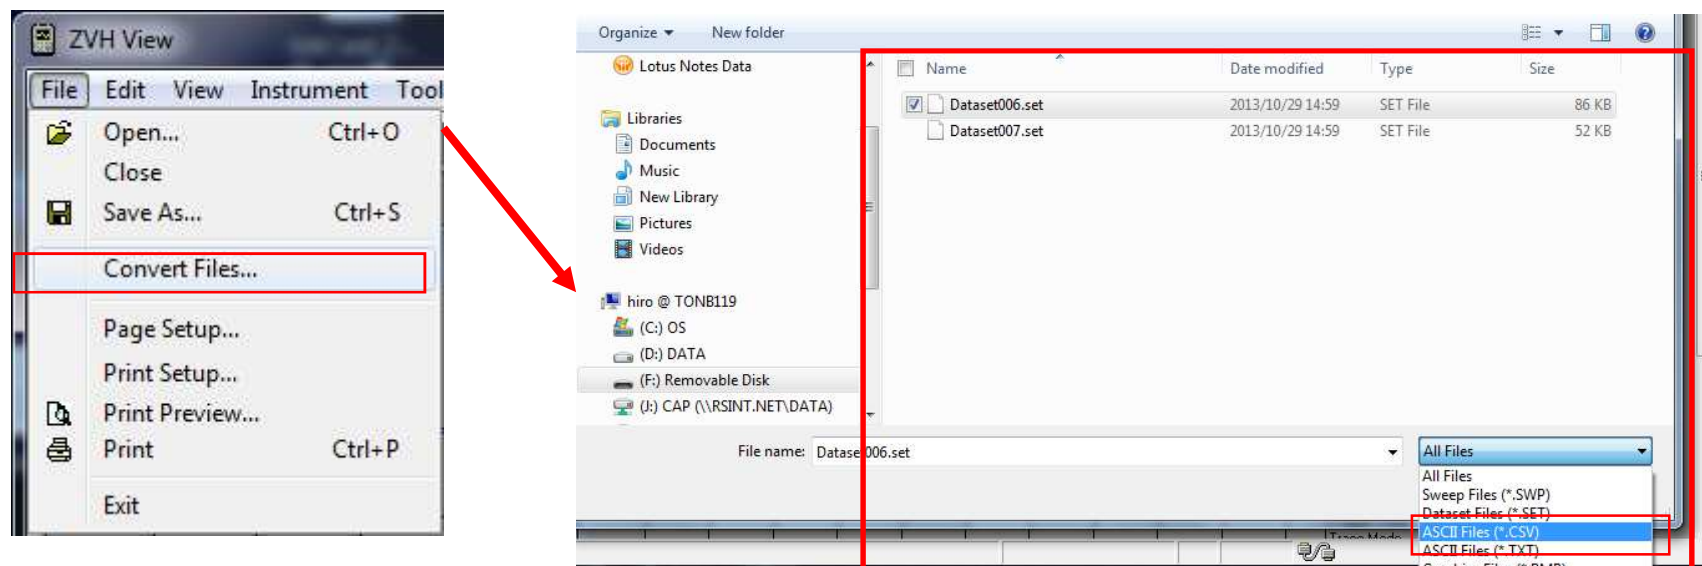 ZVH View
File Edit View Instrument Tool
Open... Ctrl+O
Close
Save As... Ctrl+S
Convert Files...
Page Setup...
Print Setup...
Print Preview...
Print Ctrl+P
Exit
Organize New folder
Lotus Notes Data
Libraries
Documents
Music
New Library
Pictures
Videos
hiro @ TONB119
(C:) OS
(D:) DATA
(F:) Removable Disk
(J:) CAP (\\RSINT.NET\DATA)
Name Date modified Type Size
Dataset006.set 2013/10/29 14:59 SET File 86 KB
Dataset007.set 2013/10/29 14:59 SET File 52 KB
File name: Dataset006.set All Files
All Files
Sweep Files (*.SWP)
Dataset Files (*.SET)
ASCII Files (*.CSV)
ASCII Files (*.TXT)
Trace Mode